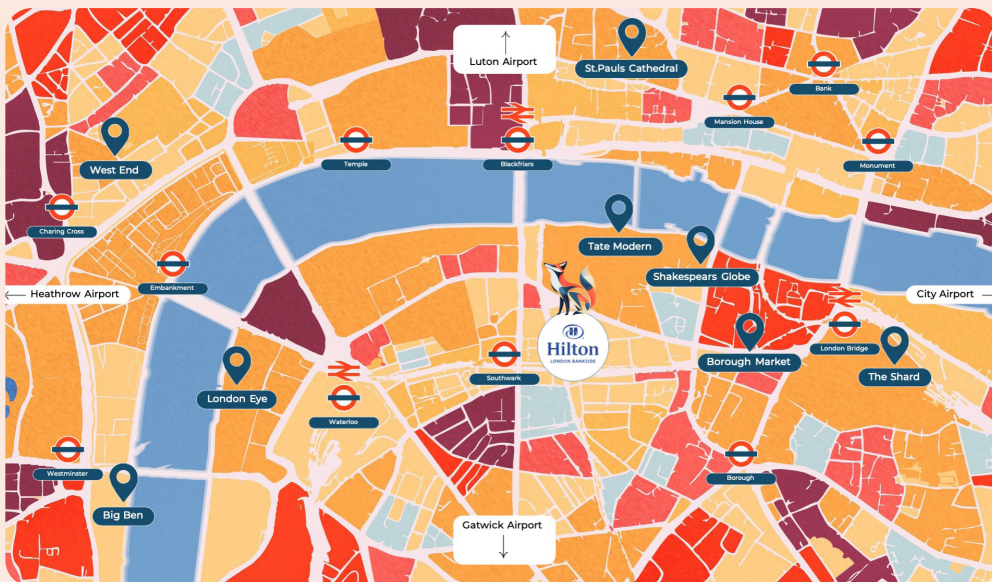 Luton Airport
St.Pauls Cathedral
Bank
Mansion House
Temple
Blackfriars
Monument
West End
Charing Cross
Tate Modern
Shakespears Globe
Embankment
Heathrow Airport
City Airport
Hilton
LONDON BANKSIDE
London Bridge
Borough Market
The Shard
Southwark
London Eye
Waterloo
Westminster
Borough
Big Ben
Gatwick Airport